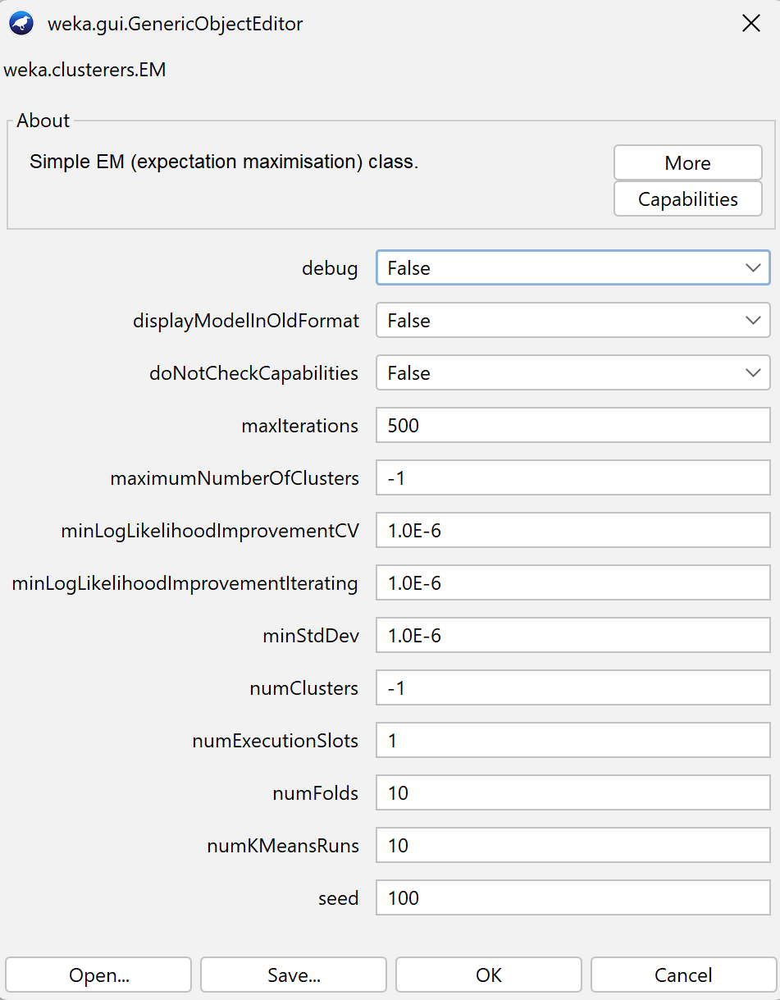 weka.gui.GenericObjectEditor
weka.clusterers.EM
About
Simple EM (expectation maximisation) class.
More
Capabilities
debug False
displayModelInOldFormat False
doNotCheckCapabilities False
maxIterations 500
maximumNumberOfClusters -1
minLogLikelihoodImprovementCV 1.0E-6
minLogLikelihoodImprovementIterating 1.0E-6
minStdDev 1.0E-6
numClusters -1
numExecutionSlots 1
numFolds 10
numKMeansRuns 10
seed 100
Open... Save... OK Cancel